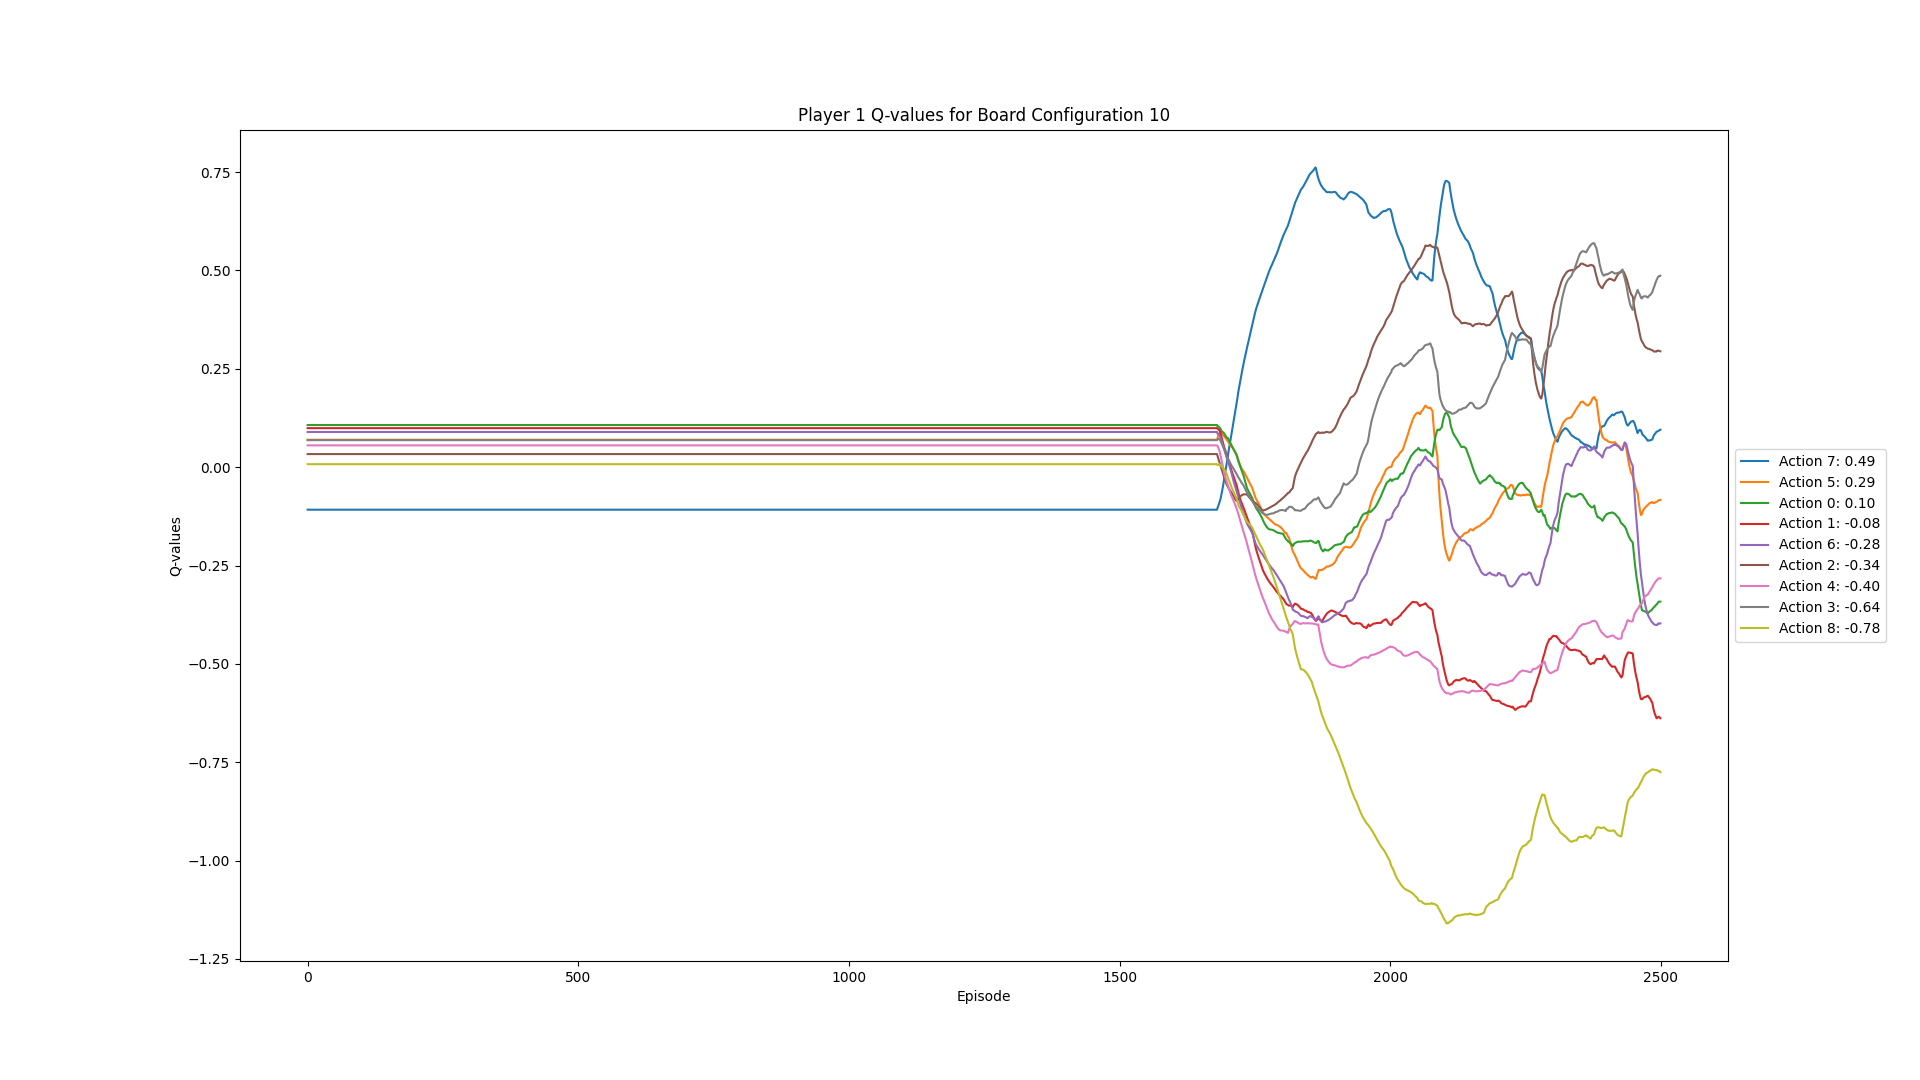 Player 1 Q-values for Board Configuration 10
0.75
0.50
0.25
0.00
−0.25
−0.50
−0.75
−1.00
−1.25
Q-values
0
500
1000
1500
2000
2500
Episode
Action 7: 0.49
Action 5: 0.29
Action 0: 0.10
Action 1: -0.08
Action 6: -0.28
Action 2: -0.34
Action 4: -0.40
Action 3: -0.64
Action 8: -0.78